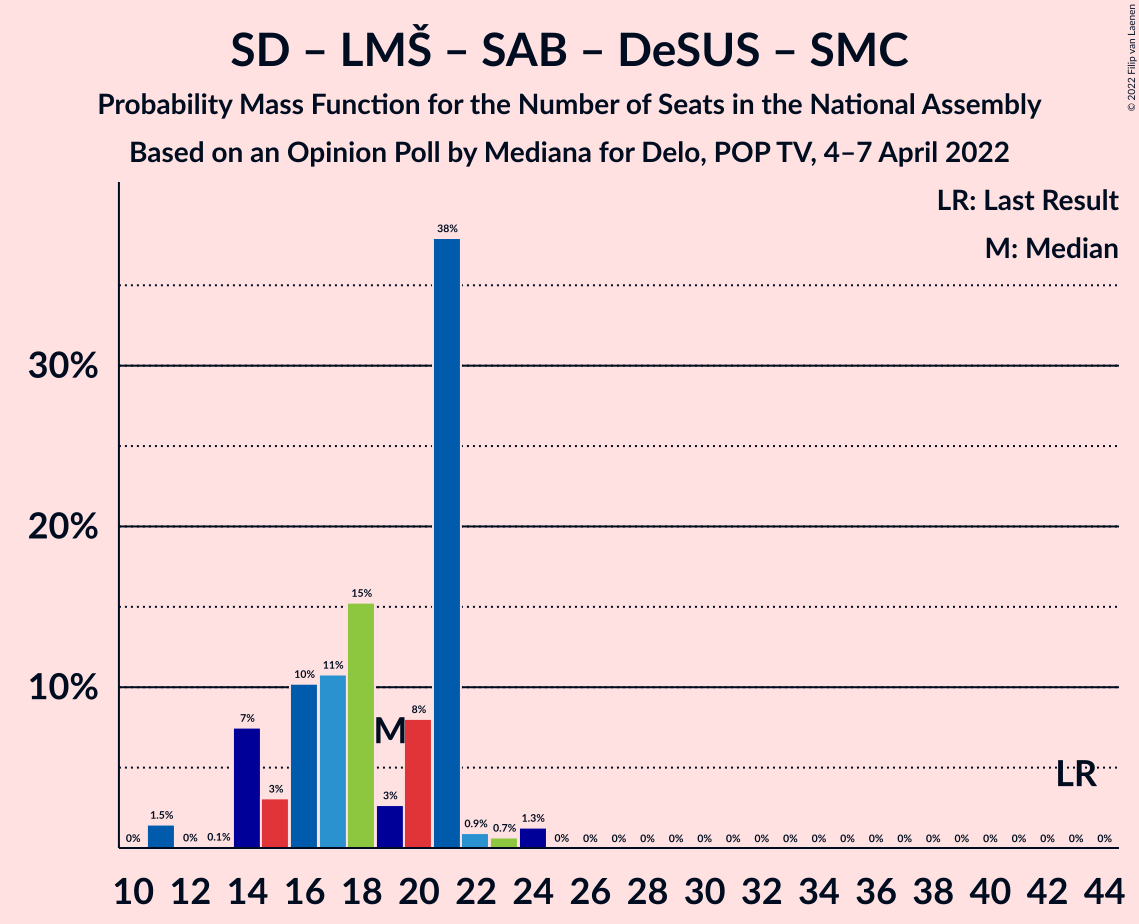 SD – LMŠ – SAB – DeSUS – SMC
Probability Mass Function for the Number of Seats in the National Assembly
Based on an Opinion Poll by Mediana for Delo, POP TV, 4–7 April 2022
© 2022 Filip van Laenen
LR: Last Result
M: Median
38%
30%
20%
15%
11%
10%
10%
8%
7%
M
LR
3%
3%
1.5%
1.3%
0.9%
0.7%
0% 0% 0.1% 0% 0% 0% 0% 0% 0% 0% 0% 0% 0% 0% 0% 0% 0% 0% 0% 0% 0% 0% 0%
10 12 14 16 18 20 22 24 26 28 30 32 34 36 38 40 42 44